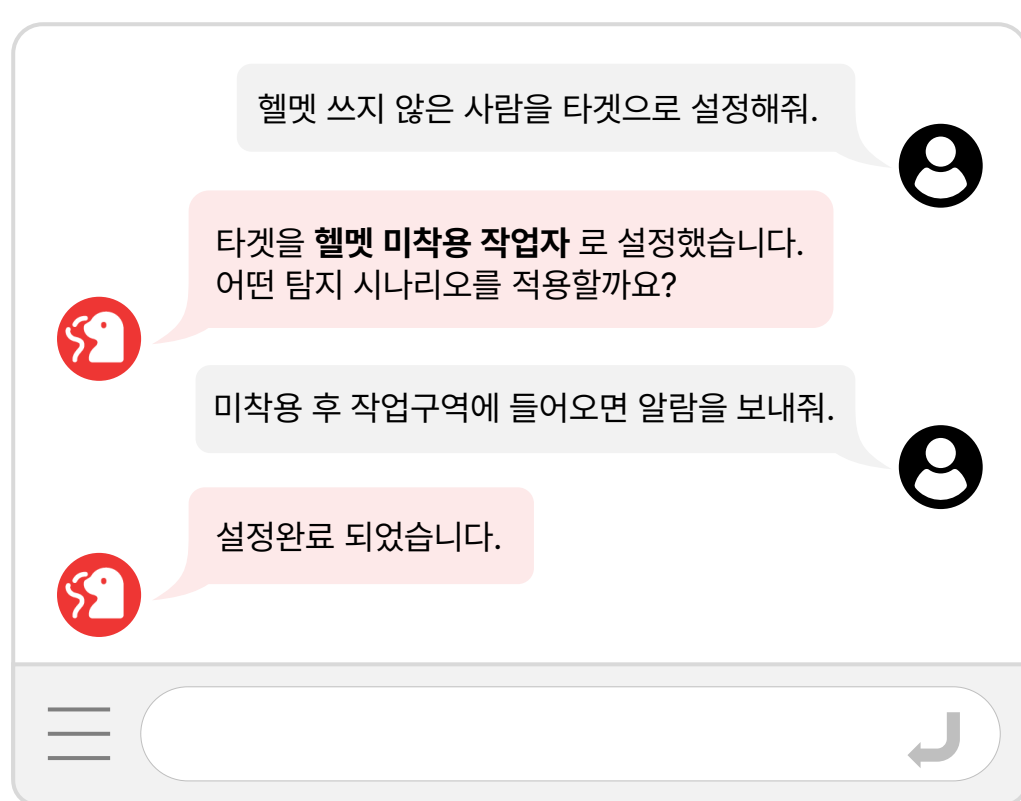 헬멧 쓰지 않은 사람을 타겟으로 설정해줘.
타겟을 헬멧 미착용 작업자 로 설정했습니다.
어떤 탐지 시나리오를 적용할까요?
미착용 후 작업구역에 들어오면 알람을 보내줘.
설정완료 되었습니다.